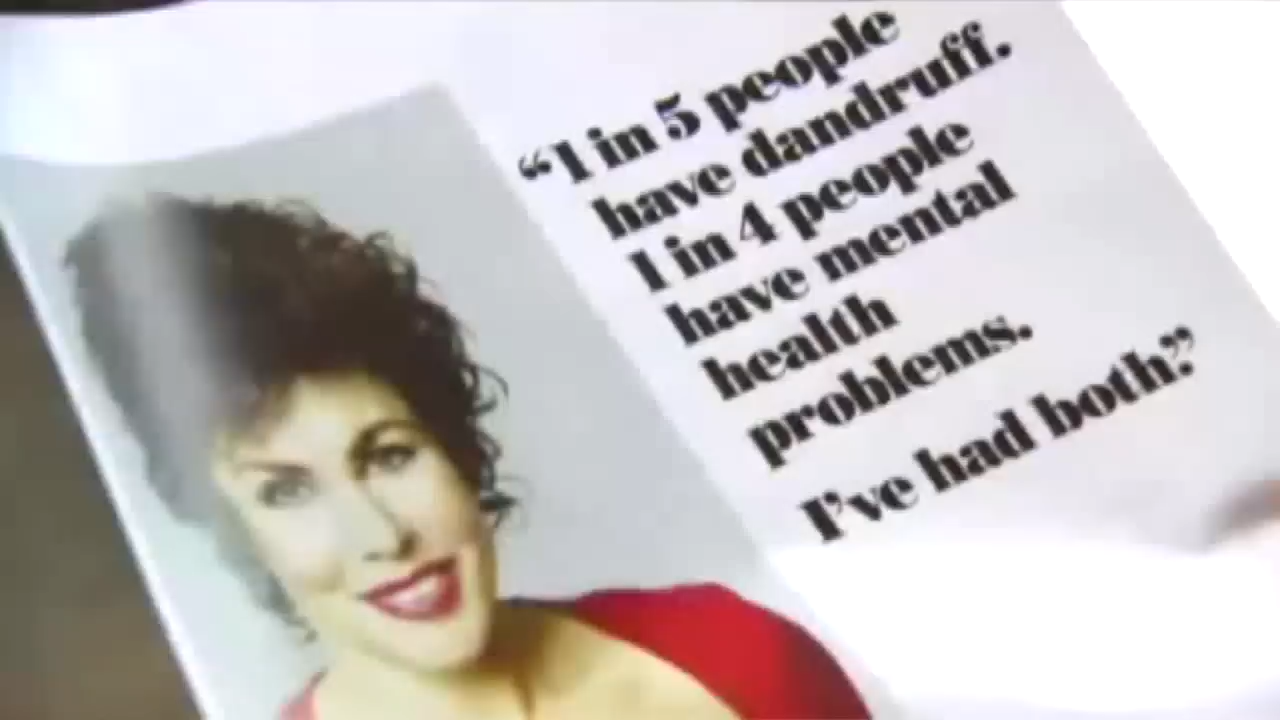 “1 in 5 people
have dandruff.
1 in 4 people
have mental
health
problems.
I’ve had both.”